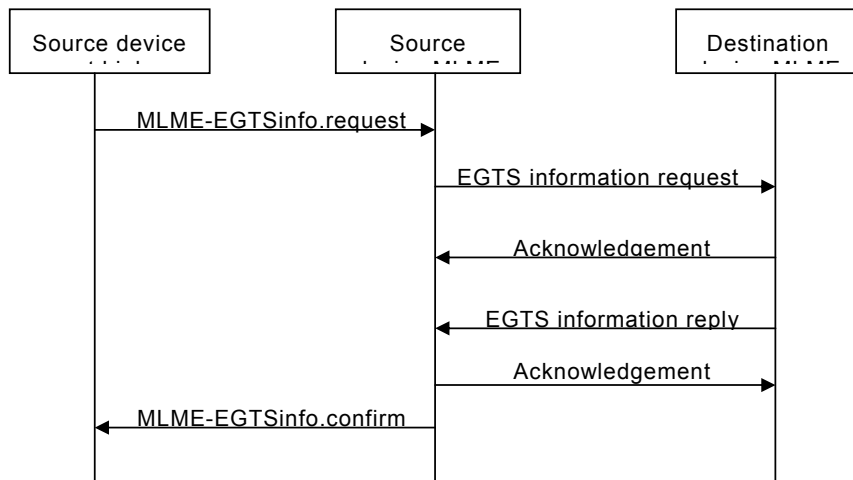 Source device
Source
Destination
MLME-EGTSinfo.request
EGTS information request
Acknowledgement
EGTS information reply
Acknowledgement
MLME-EGTSinfo.confirm